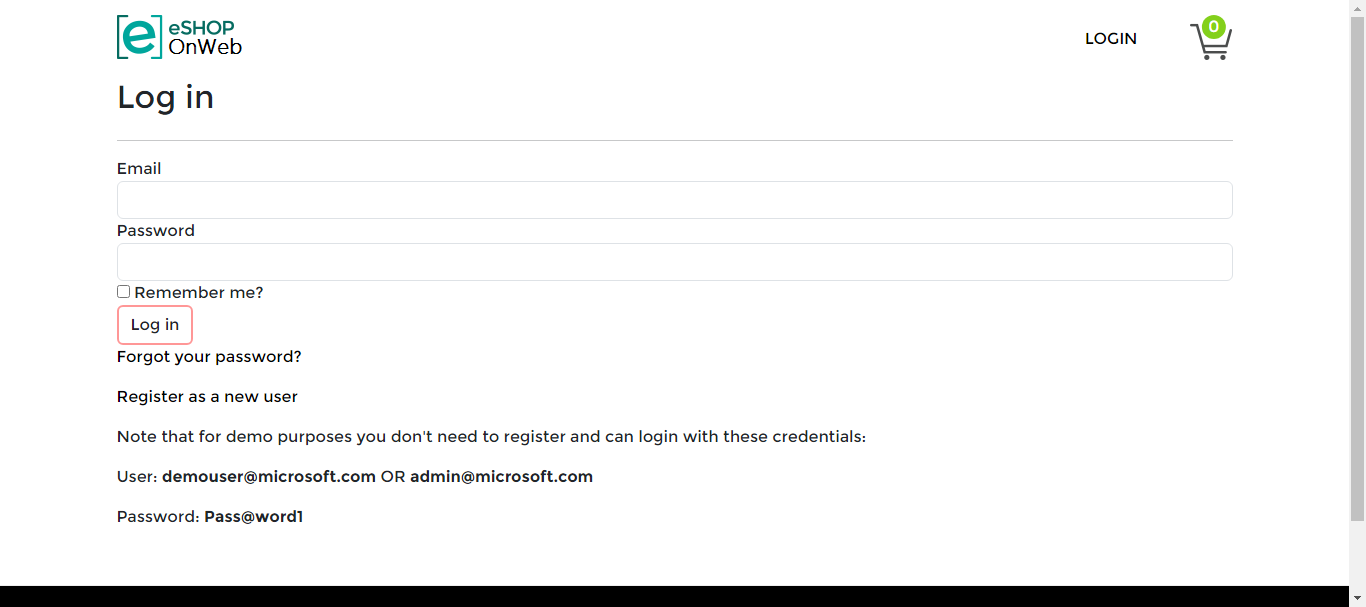 e eSHOP
OnWeb
LOGIN
0
Log in
Email
Password
Remember me?
Log in
Forgot your password?
Register as a new user
Note that for demo purposes you don't need to register and can login with these credentials:
User: demouser@microsoft.com OR admin@microsoft.com
Password: Pass@word1